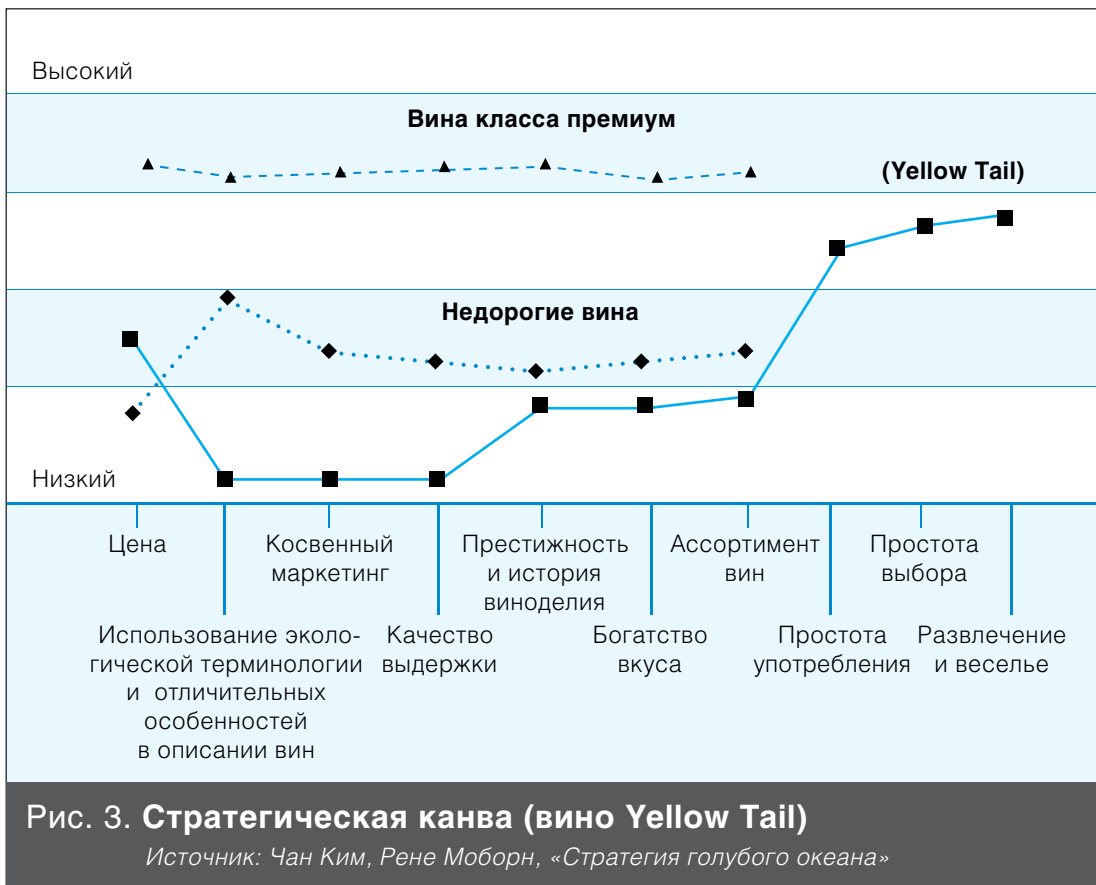 Высокий
Вина класса премиум
(Yellow Tail)
Недорогие вина
Низкий
Цена
Косвенный
маркетинг
Престижность
и история
виноделия
Ассортимент
вин
Простота
выбора
Использование эколо-
гической терминологии
и отличительных
особенностей
в описании вин
Качество
выдержки
Богатство
вкуса
Простота
употребления
Развлечение
и веселье
Рис. 3. Стратегическая канва (вино Yellow Tail)
Источник: Чан Ким, Рене Моборн, «Стратегия голубого океана»